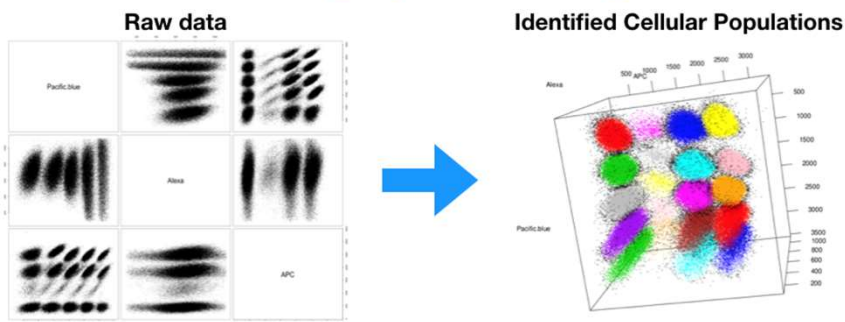 Raw data
Identified Cellular Populations
Pacific.blue
Alexa
APC
Alexa
APC
500 1000 1500 2000 2500 3000
500
1000
1500
2000
2500
3000
3500
Pacific.blue
1000
800
600
400
200